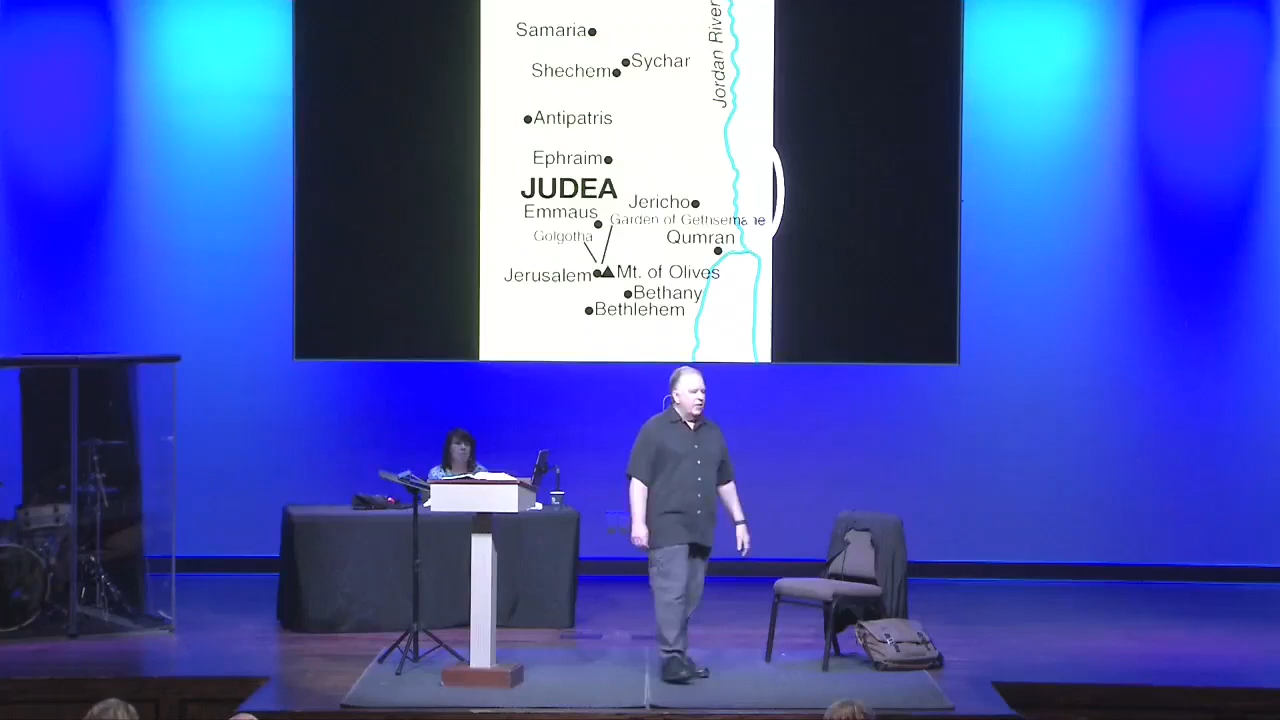 Samaria
Jordan River
Sychar
Shechem
Antipatris
Ephraim
JUDEA
Jericho
Emmaus
Garden of Gethsemane
Golgotha
Qumran
Jerusalem
Mt. of Olives
Bethany
Bethlehem